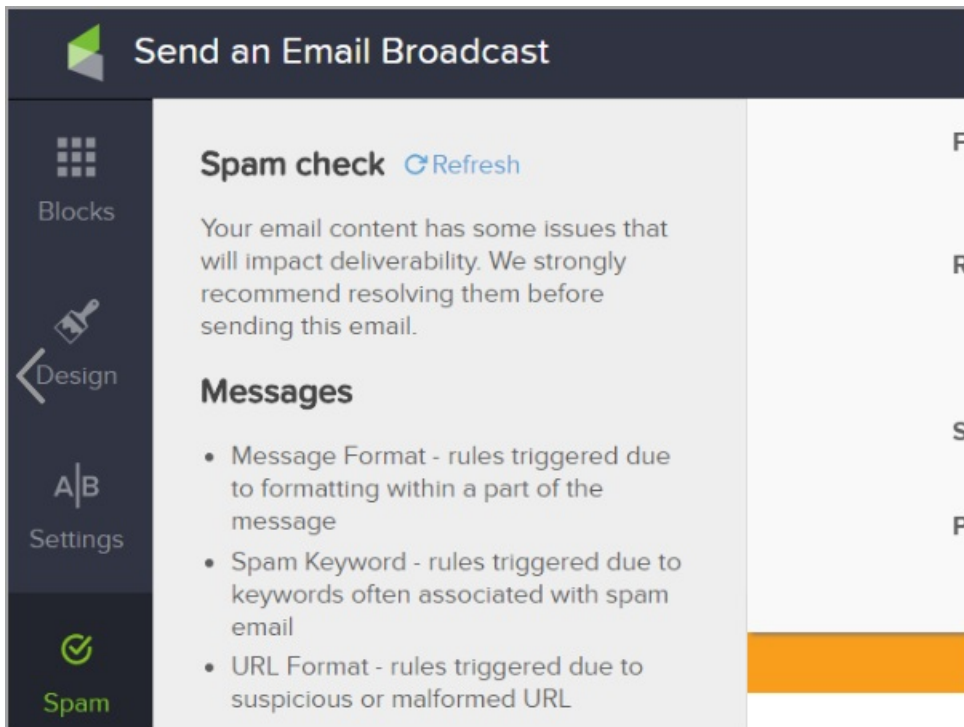 Send an Email Broadcast
Blocks
Design
A|B
Settings
Spam
Spam check Refresh
Your email content has some issues that
will impact deliverability. We strongly
recommend resolving them before
sending this email.
Messages
• Message Format - rules triggered due
to formatting within a part of the
message
• Spam Keyword - rules triggered due to
keywords often associated with spam
email
• URL Format - rules triggered due to
suspicious or malformed URL